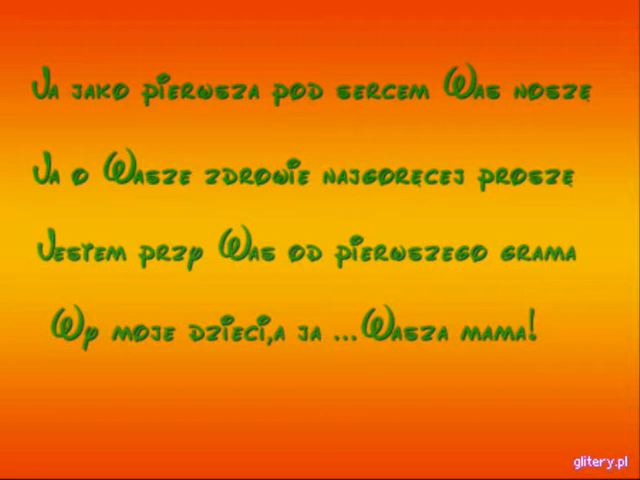 Ja jako pierwsza pod sercem Was noszę
Ja o Wasze zdrowie najgoręcej proszę
Jestem przy Was od pierwszego grama
Wy moje dzieci,a ja ...Wasza mama!
glitery.pl